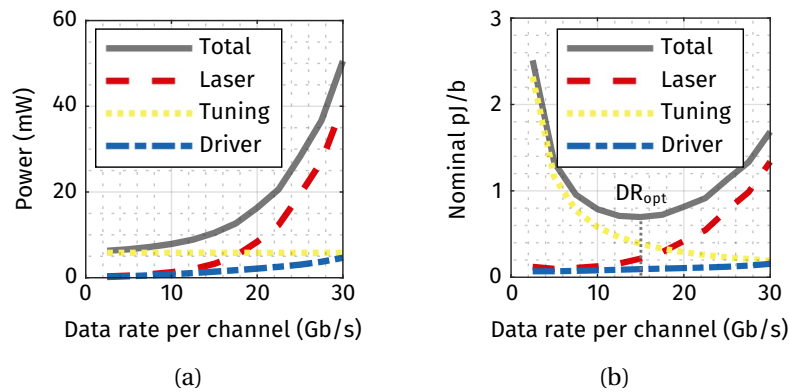 60
40
20
0
Power (mW)
Total
Laser
Tuning
Driver
0
10
20
30
Data rate per channel (Gb/s)
(a)
3
2
1
0
Nominal pJ/b
Total
Laser
Tuning
Driver
DRopt
0
10
20
30
Data rate per channel (Gb/s)
(b)